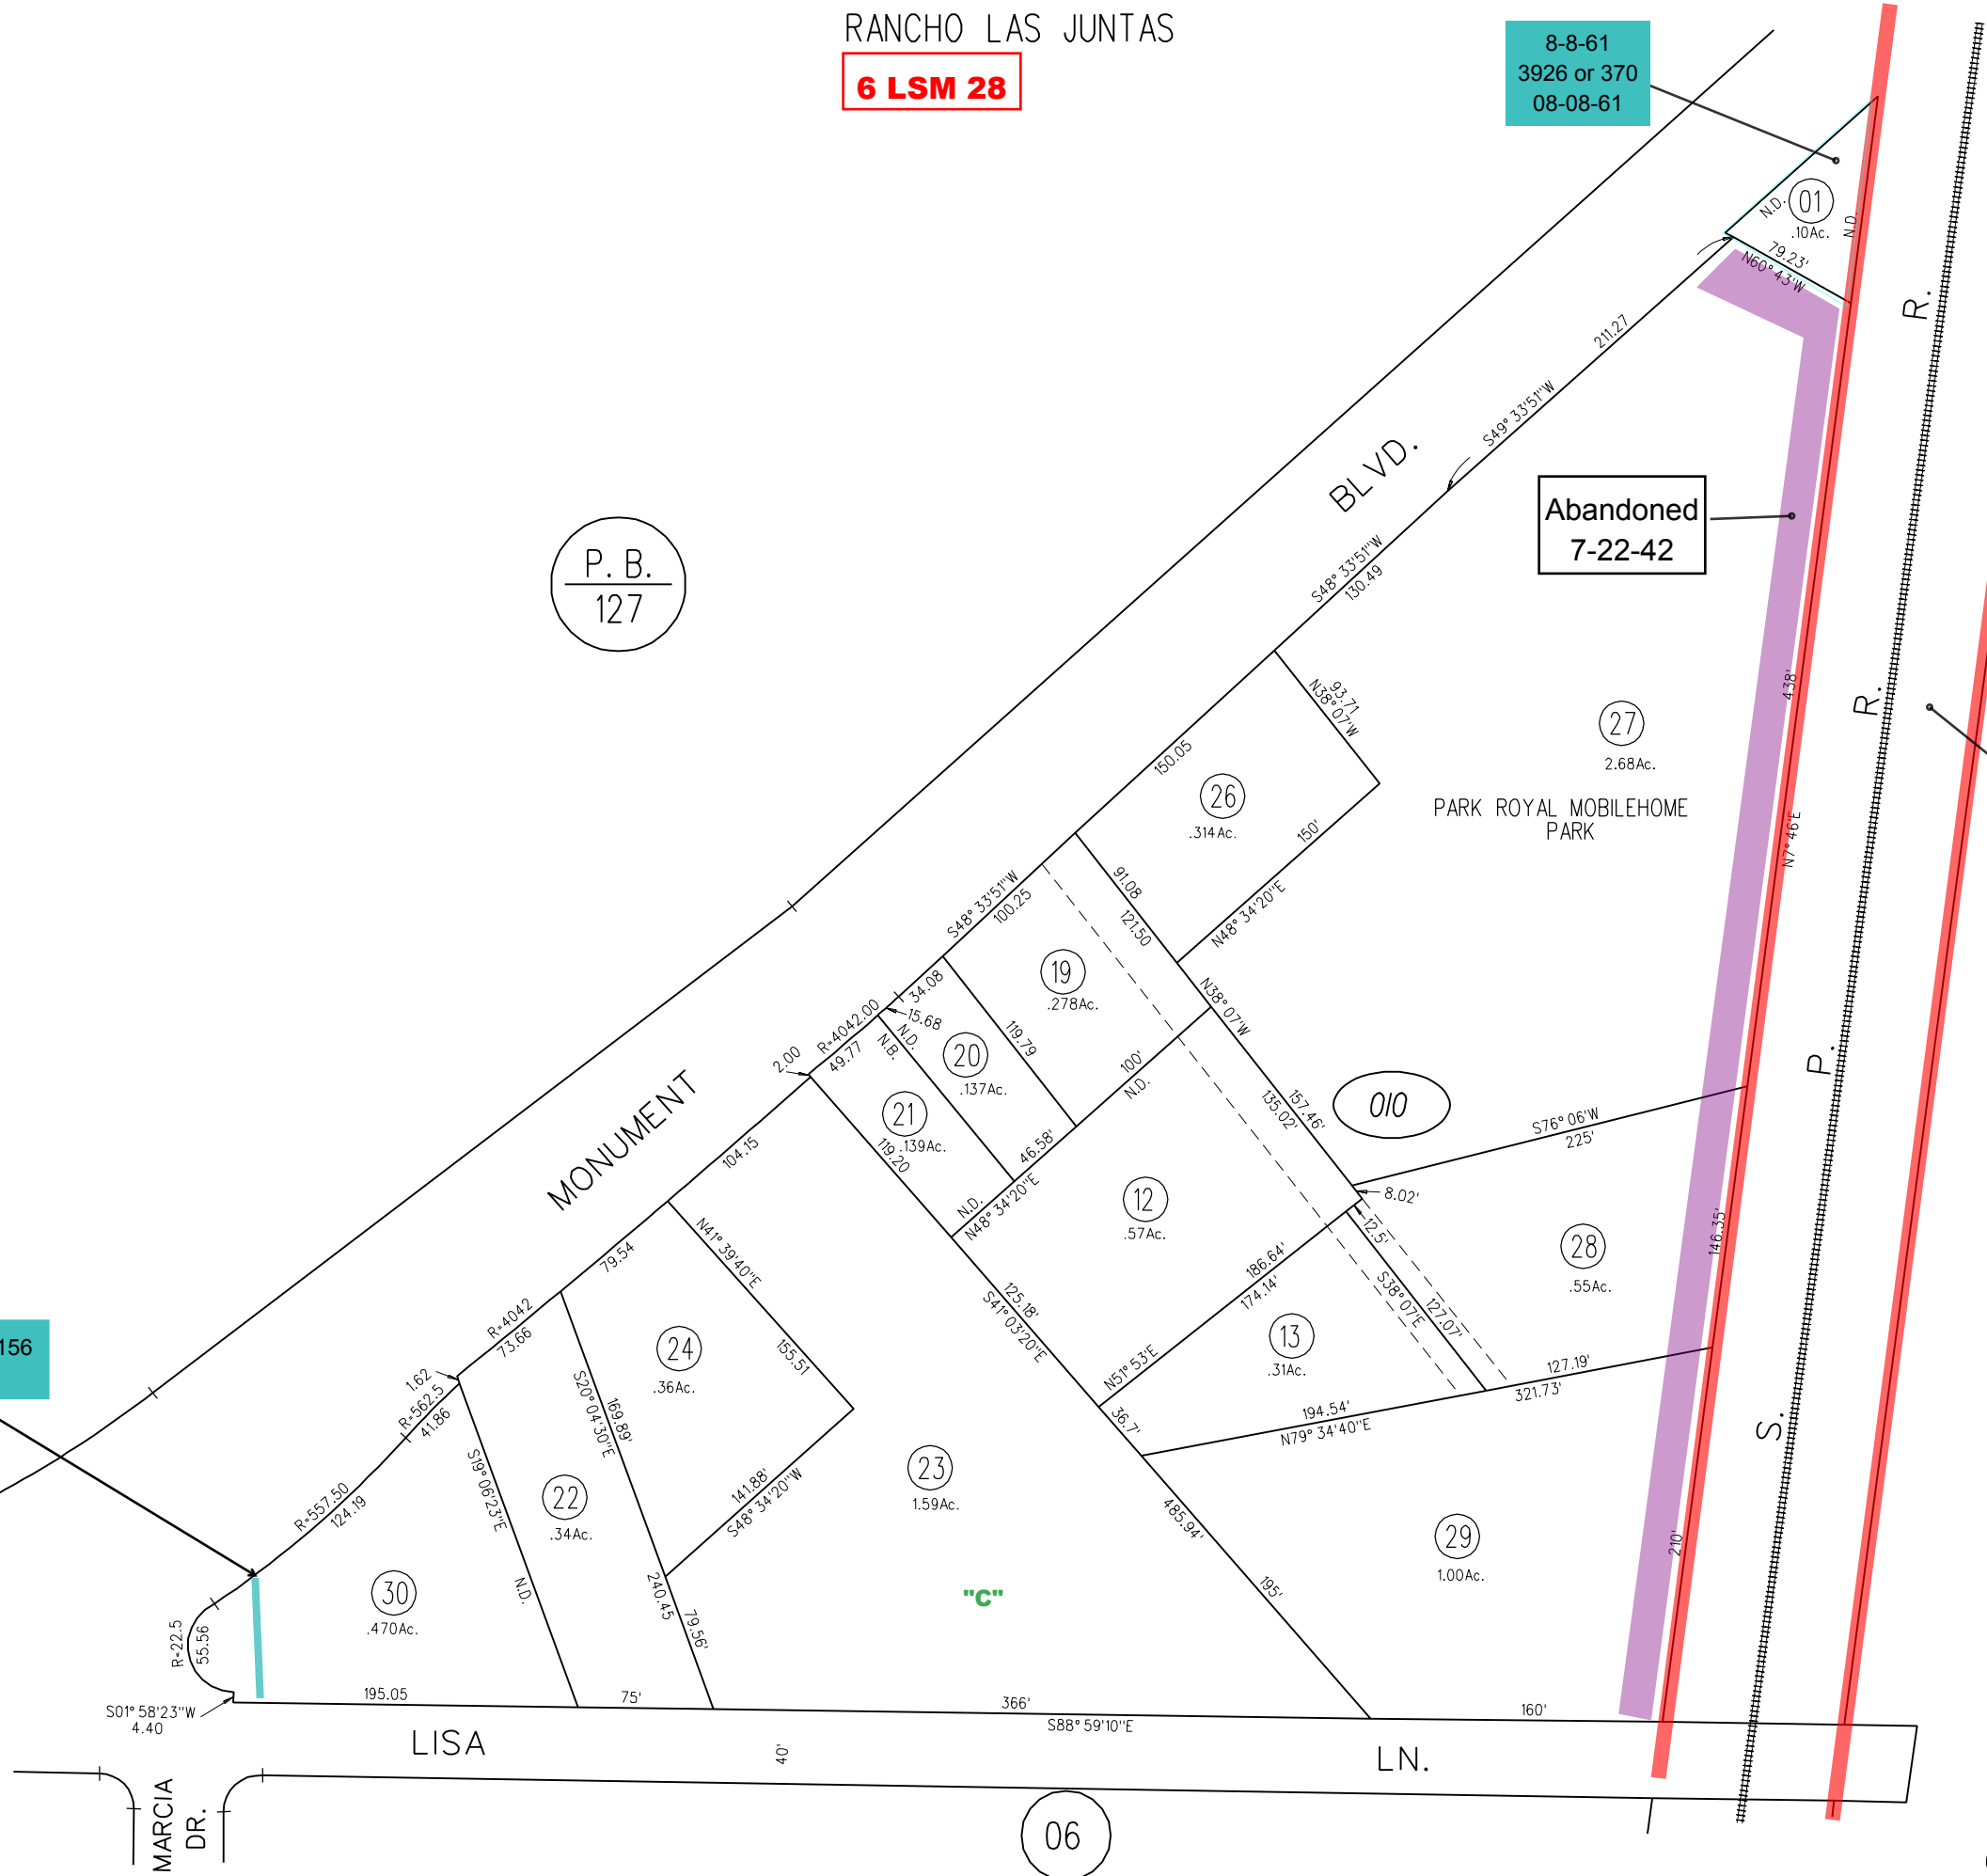 RANCHO LAS JUNTAS
6 LSM 28
8-8-61
3926 or 370
08-08-61
01
.10Ac.
N.D.
N.D.
79.23'
N60°43'W
211.27
S49°33'51"W
R.
BLVD.
Abandoned
7-22-42
P.B.
127
S48°33'51"W
130.49
438'
N7°46'E
R.
93.71
N38°07'W
27
2.68Ac.
PARK ROYAL MOBILEHOME
PARK
150.05
26
.314Ac.
150'
N48°34'20"E
91.08
121.50
S48°33'51"W
100.25
19
.278Ac.
34.08
15.68
N.D.
N.B.
R=4042.00
49.77
2.00
20
.137Ac.
119.79
100'
N.D.
N38°07'W
157.46'
135.02'
010
P.
21
.139Ac.
119.20
46.58'
N.D.
N48°34'20"E
MONUMENT
104.15
S76°06'W
225'
8.02'
12.5'
12
.57Ac.
146.35'
28
.55Ac.
79.54
N41°39'40"E
155.51
186.64'
174.14'
N51°53'E
S38°07'E
127.07'
125.18'
S41°03'20"E
R=4042
73.66
156
24
.36Ac.
13
.31Ac.
1.62
R=562.5
41.86
S20°04'30"E
169.89'
127.19'
321.73'
194.54'
N79°34'40"E
36.7'
S.
S19°06'23"E
N.D.
141.88'
S48°34'20"W
22
.34Ac.
23
1.59Ac.
485.94'
195'
29
1.00Ac.
210'
R=557.50
124.19
30
.470Ac.
240.45
79.56'
"C"
R=22.5
55.56
S01°58'23"W
4.40
195.05
75'
366'
S88°59'10"E
160'
LISA
40'
LN.
MARCIA
DR.
06